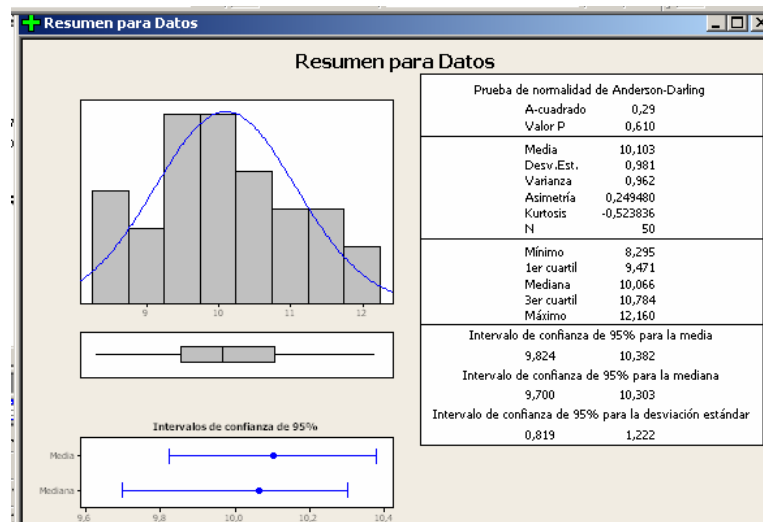 Resumen para Datos
Resumen para Datos
Prueba de normalidad de Anderson-Darling
A-cuadrado 0,29
Valor P 0,610
Media 10,103
Desv.Est. 0,981
Varianza 0,962
Asimetría 0,249480
Kurtosis -0,523836
N 50
Mínimo 8,295
1er cuartil 9,471
Mediana 10,066
3er cuartil 10,784
Máximo 12,160
Intervalo de confianza de 95% para la media
9,824 10,382
Intervalo de confianza de 95% para la mediana
9,700 10,303
Intervalo de confianza de 95% para la desviación estándar
0,819 1,222
9 10 11 12
Intervalos de confianza de 95%
Media
Mediana
9,6 9,8 10,0 10,2 10,4